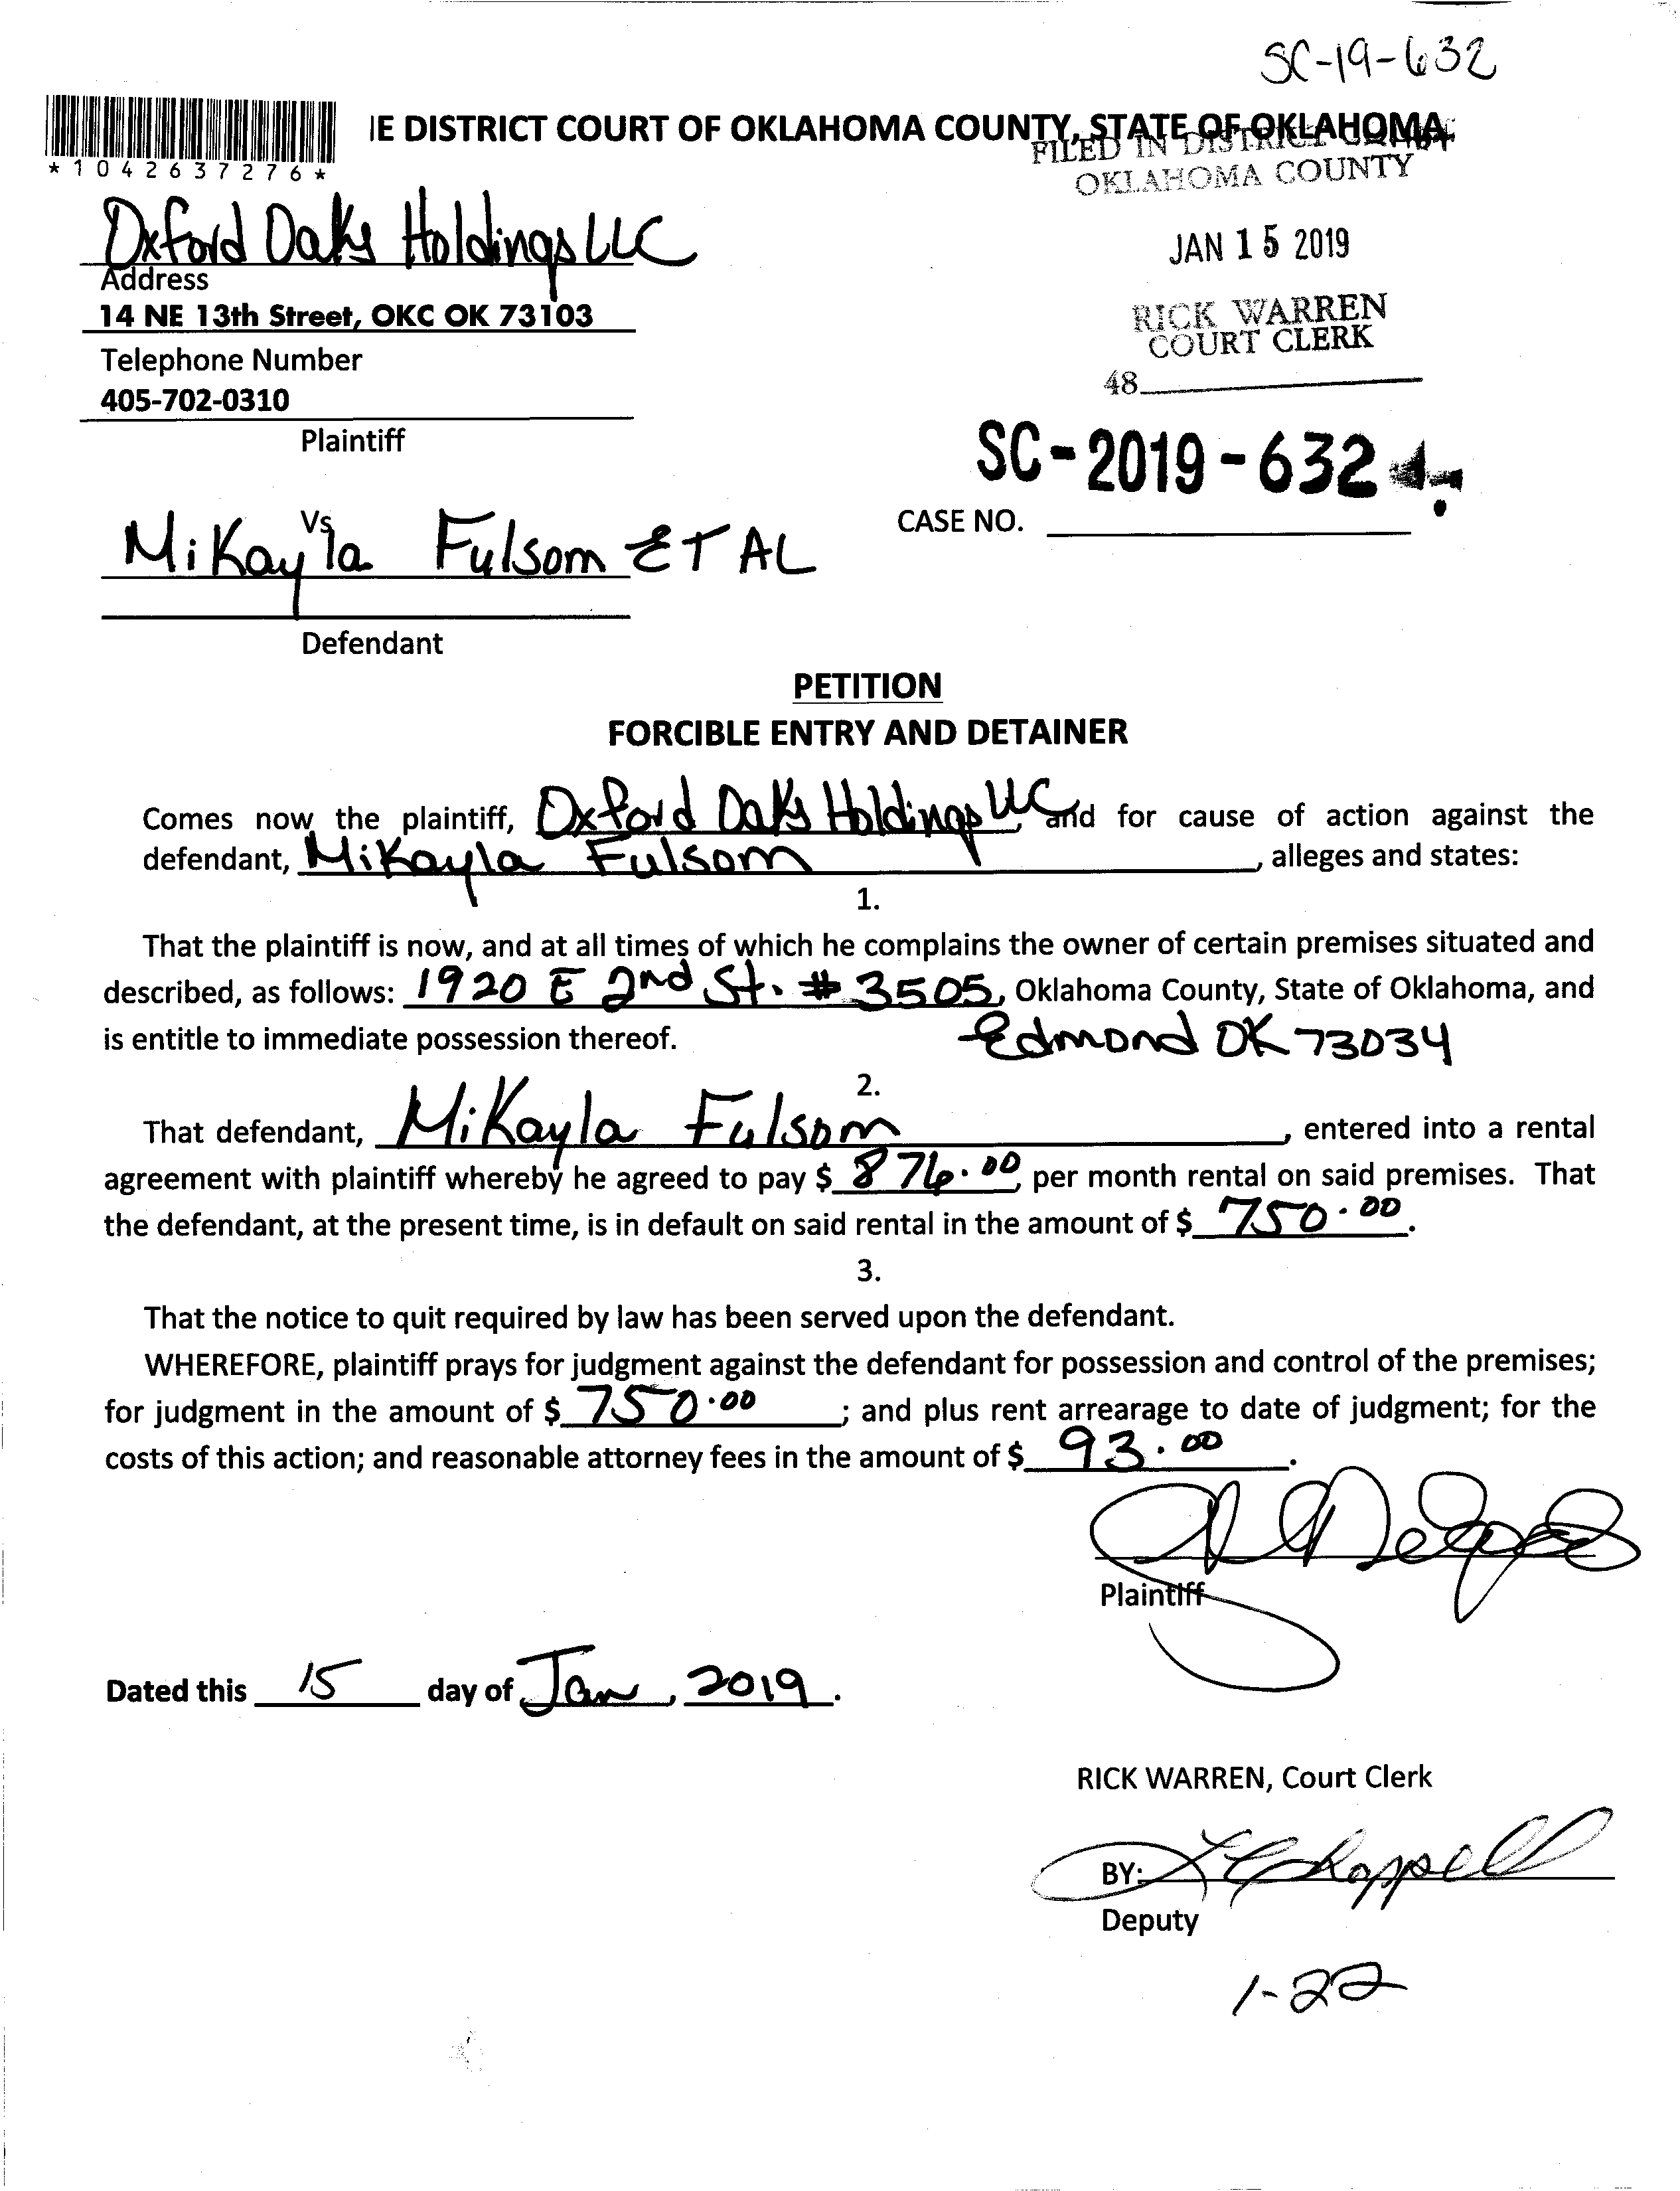 SC-19-632
IE DISTRICT COURT OF OKLAHOMA COUNTY, STATE OF OKLAHOMA
FILED IN DISTRICT COURT
OKLAHOMA COUNTY
*1042637276*
Oxford Oaks Holdings LLC
Address
14 NE 13th Street, OKC OK 73103
Telephone Number
405-702-0310
Plaintiff
JAN 15 2019
RICK WARREN
COURT CLERK
48
SC-2019-632
CASE NO.
Vs
Mikayla Fulsom ET AL
Defendant
PETITION
FORCIBLE ENTRY AND DETAINER
Comes now the plaintiff, Oxford Oaks Holdings LLC, and for cause of action against the
defendant, Mikayla Fulsom, alleges and states:
1.
That the plaintiff is now, and at all times of which he complains the owner of certain premises situated and
described, as follows: 1920 E 2nd St. # 3505, Oklahoma County, State of Oklahoma, and
is entitle to immediate possession thereof. Edmond OK 73034
2.
That defendant, Mikayla Fulsom, entered into a rental
agreement with plaintiff whereby he agreed to pay $ 876.00, per month rental on said premises. That
the defendant, at the present time, is in default on said rental in the amount of $ 750.00.
3.
That the notice to quit required by law has been served upon the defendant.
WHEREFORE, plaintiff prays for judgment against the defendant for possession and control of the premises;
for judgment in the amount of $ 750.00; and plus rent arrearage to date of judgment; for the
costs of this action; and reasonable attorney fees in the amount of $ 93.00.
Plaintiff
Dated this 15 day of Jan, 2019.
RICK WARREN, Court Clerk
BY: Chappell
Deputy
1-22